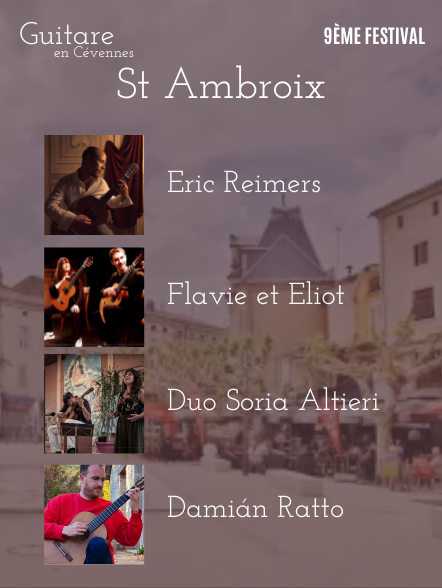 Guitare
en Cévennes
9ÈME FESTIVAL
St Ambroix
Eric Reimers
Flavie et Eliot
Duo Soria Altieri
Damián Ratto